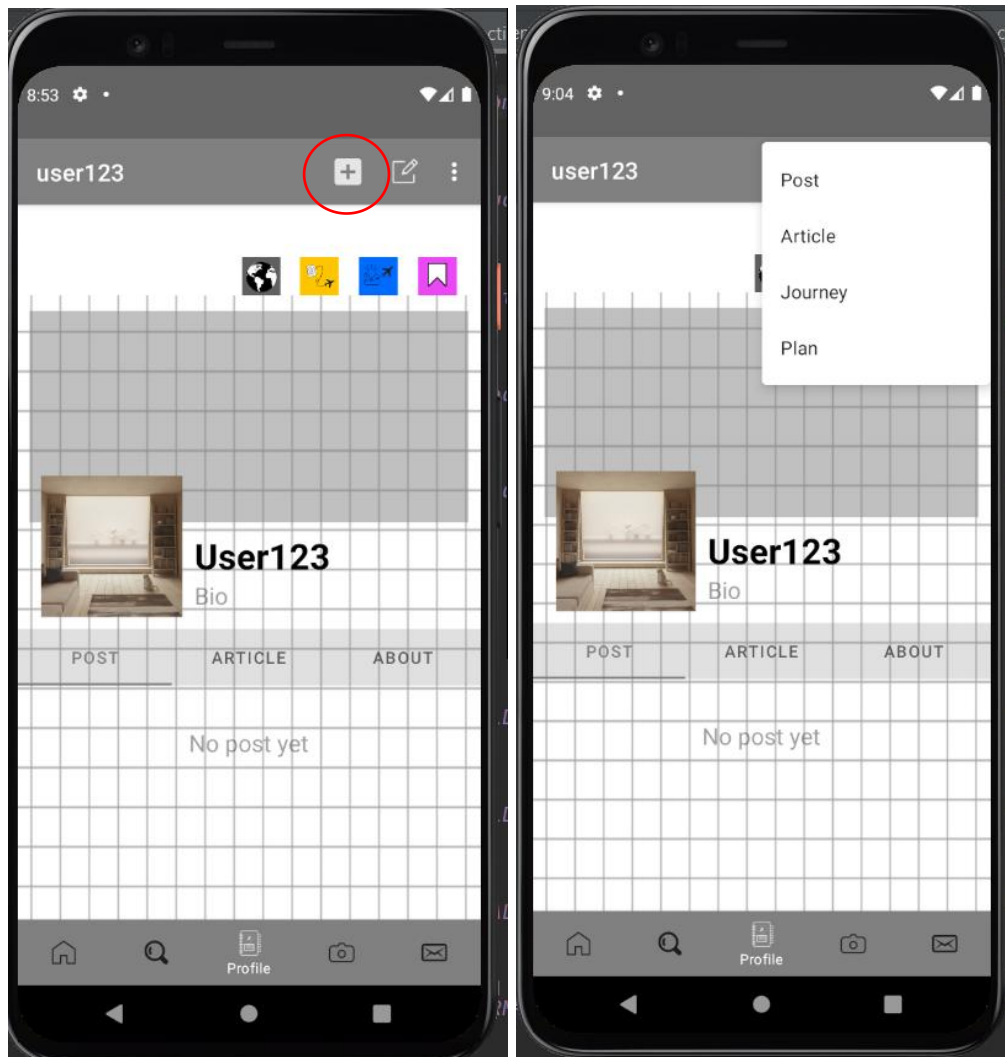 8:53
user123
User123
Bio
POST ARTICLE ABOUT
No post yet
Profile
9:04
user123
Post
Article
Journey
Plan
User123
Bio
POST ARTICLE ABOUT
No post yet
Profile